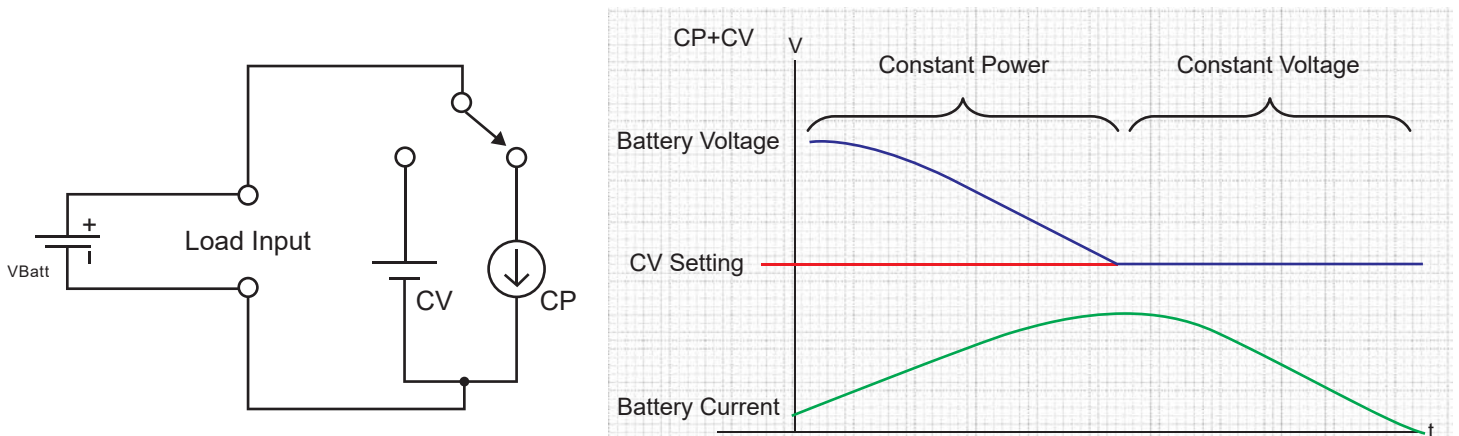 +
Load Input
VBatt
CV
CP
CP+CV
V
Constant Power
Constant Voltage
Battery Voltage
CV Setting
Battery Current
t